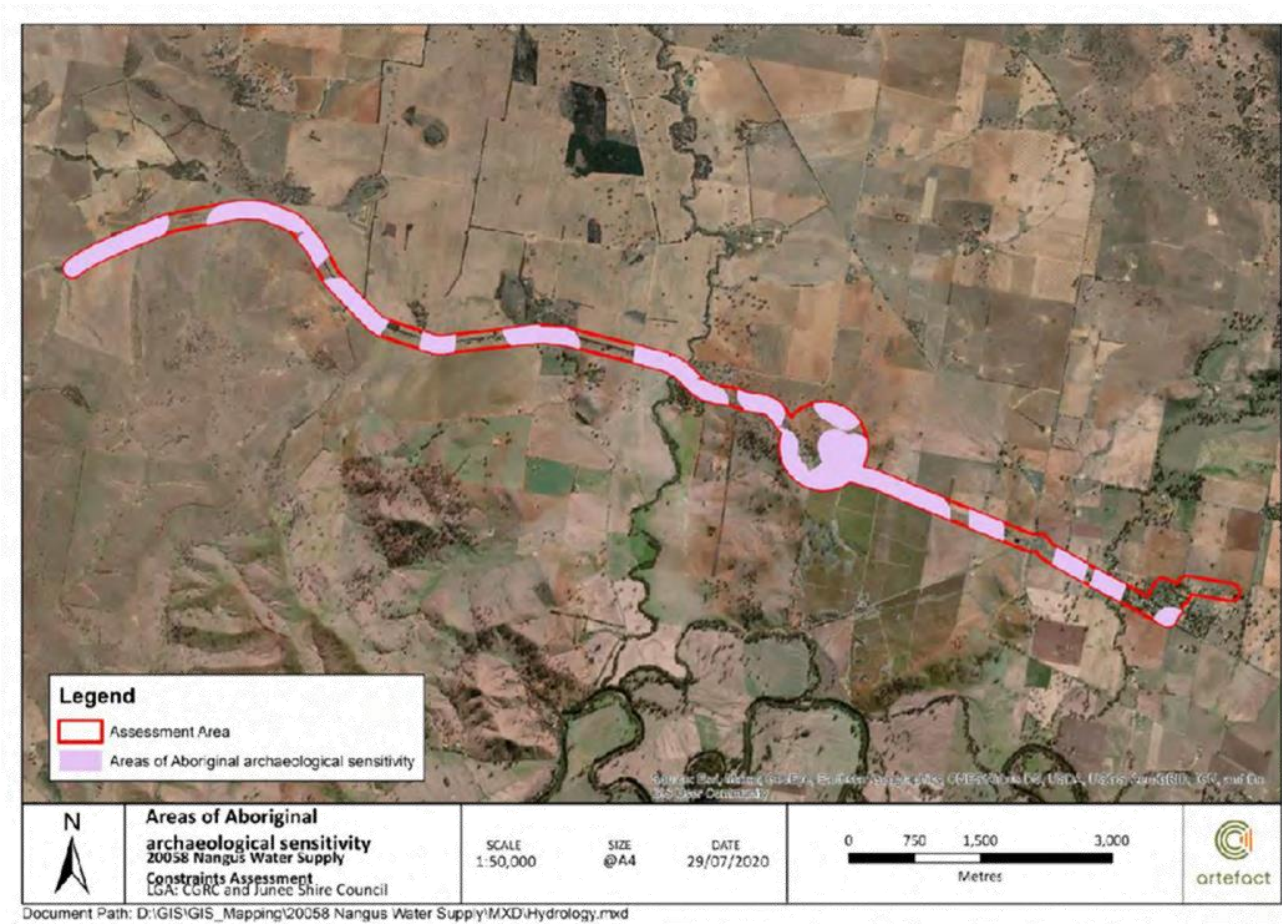 Legend
Assessment Area
Areas of Aboriginal archaeological sensitivity
N
Areas of Aboriginal
archaeological sensitivity
20058 Nangus Water Supply
Constraints Assessment
LGA: CGRC and Junee Shire Council
SCALE
1:50,000
SIZE
@A4
DATE
29/07/2020
0 750 1,500 3,000
Metres
artefact
Document Path: D:\GIS\GIS_Mapping\20058 Nangus Water Supply\MXD\Hydrology.mxd